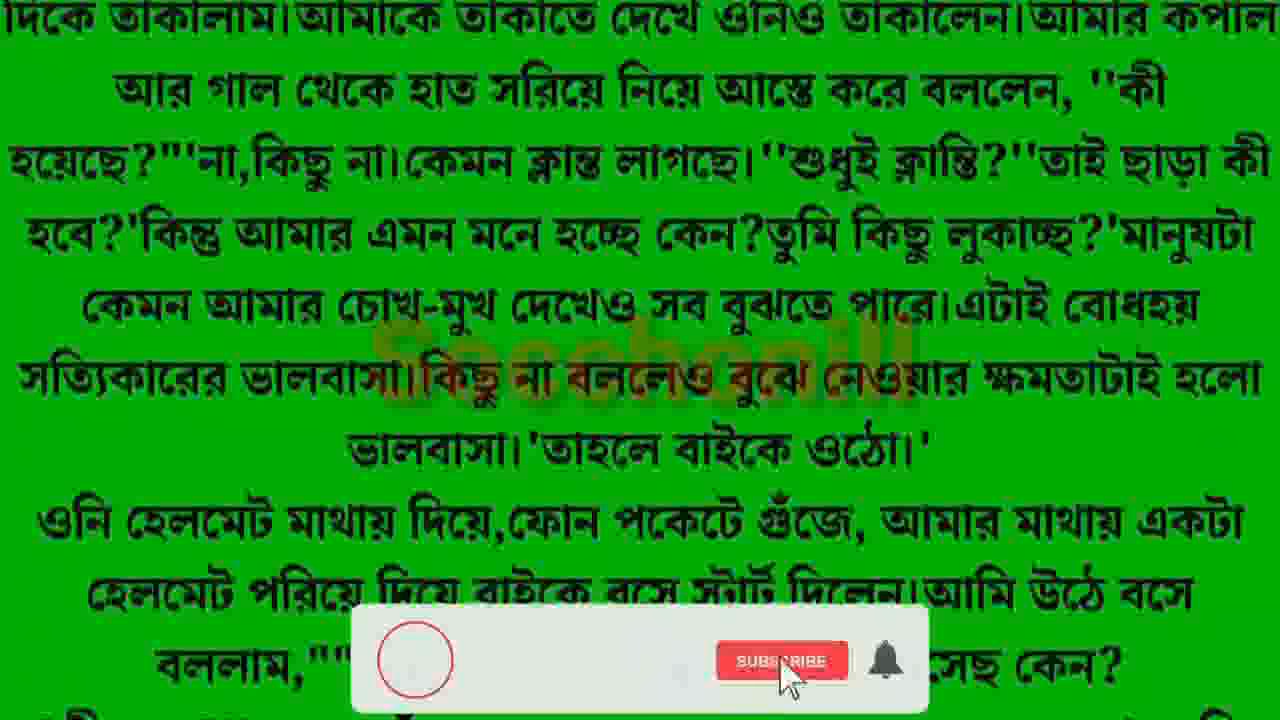 দিকে তাকালাম।আমাকে তাকাতে দেখে ওনিও তাকালেন।আমার কপাল
আর গাল থেকে হাত সরিয়ে নিয়ে আস্তে করে বললেন, ''কী
হয়েছে?"'না,কিছু না।কেমন ক্লান্ত লাগছে।''শুধুই ক্লান্তি?''তাই ছাড়া কী
হবে?'কিন্তু আমার এমন মনে হচ্ছে কেন?তুমি কিছু লুকাচ্ছ?'মানুষটা
কেমন আমার চোখ-মুখ দেখেও সব বুঝতে পারে।এটাই বোধহয়
সত্যিকারের ভালবাসা।কিছু না বললেও বুঝে নেওয়ার ক্ষমতাটাই হলো
ভালবাসা।'তাহলে বাইকে ওঠো।'
ওনি হেলমেট মাথায় দিয়ে,ফোন পকেটে গুঁজে, আমার মাথায় একটা
হেলমেট পরিয়ে দিয়ে বাইকে বসে স্টার্ট দিলেন।আমি উঠে বসে
বললাম,"" সেছ কেন?
SUBSCRIBE